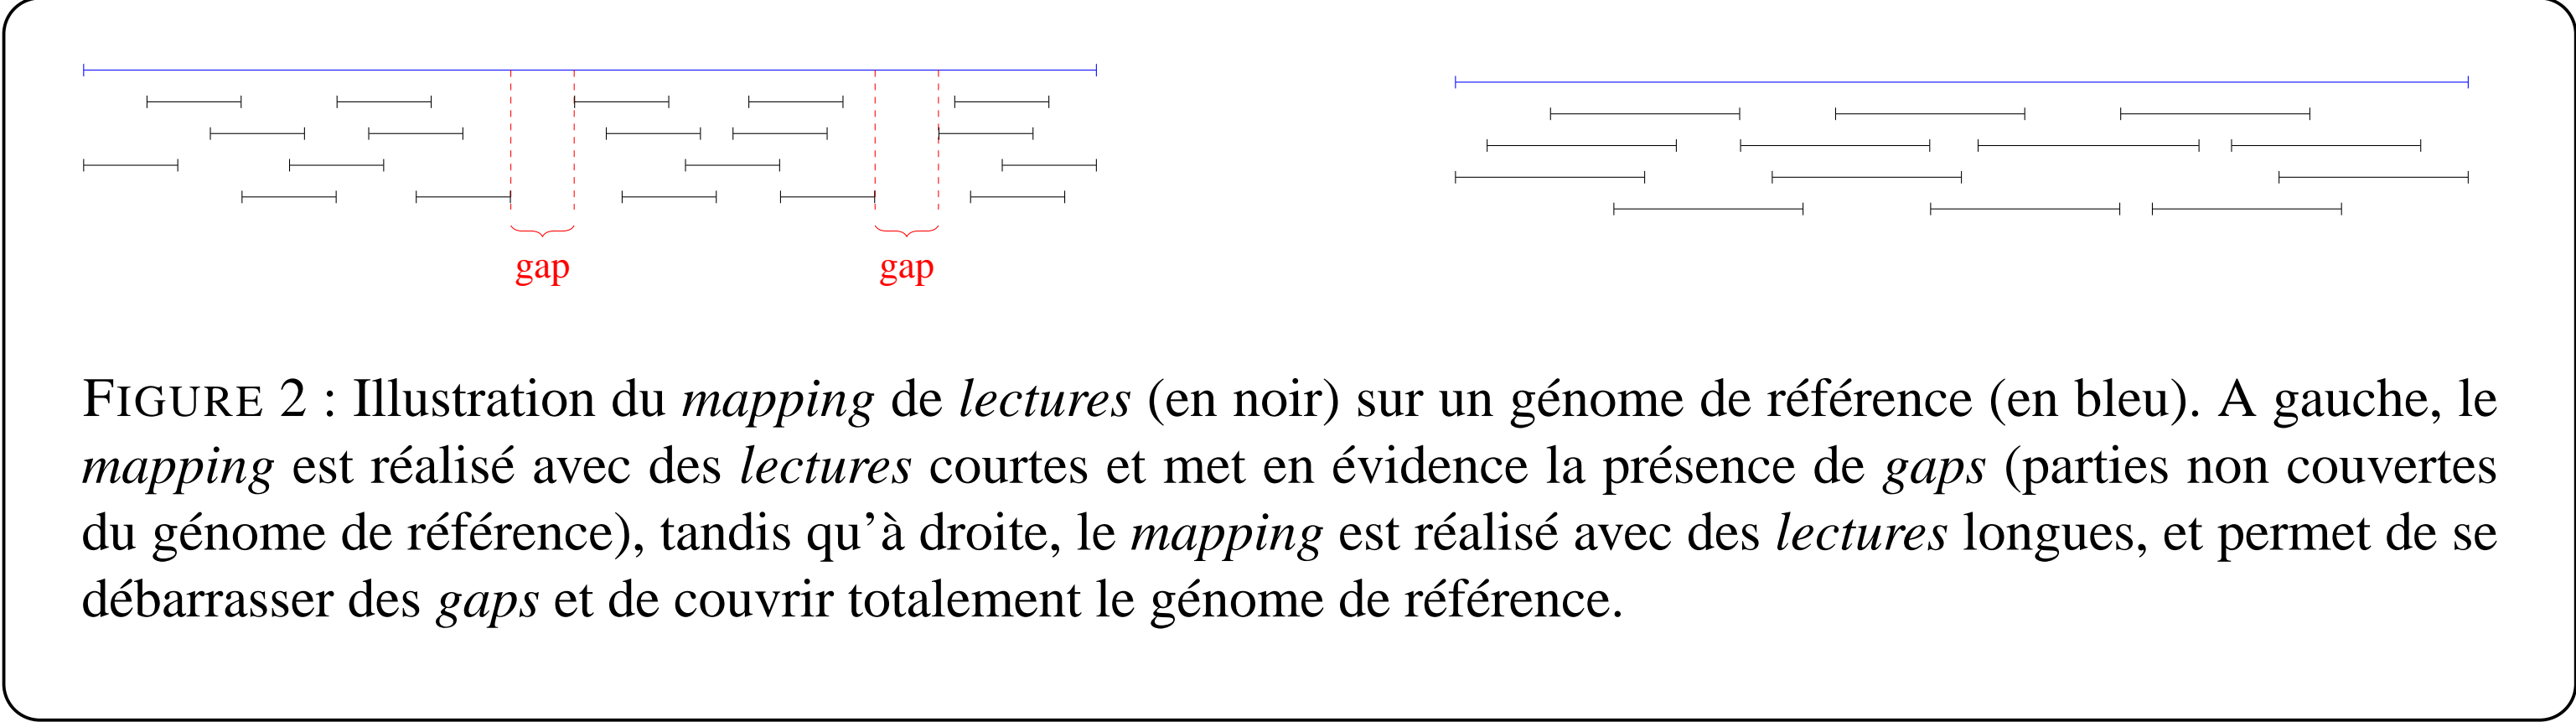 gap gap
FIGURE 2 : Illustration du mapping de lectures (en noir) sur un génome de référence (en bleu). A gauche, le
mapping est réalisé avec des lectures courtes et met en évidence la présence de gaps (parties non couvertes
du génome de référence), tandis qu’à droite, le mapping est réalisé avec des lectures longues, et permet de se
débarrasser des gaps et de couvrir totalement le génome de référence.